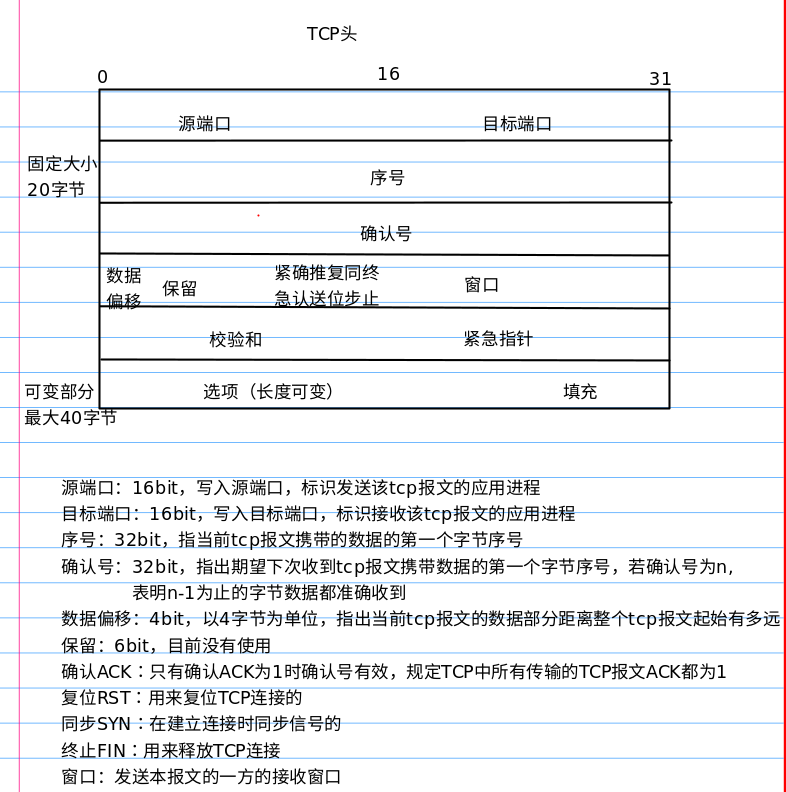 TCP头
0 16 31
源端口 目标端口
固定大小
20字节
序号
确认号
数据
偏移
保留
紧确推复同终
急认送位步止
窗口
校验和 紧急指针
可变部分
最大40字节
选项（长度可变） 填充
源端口：16bit，写入源端口，标识发送该tcp报文的应用进程
目标端口：16bit，写入目标端口，标识接收该tcp报文的应用进程
序号：32bit，指当前tcp报文携带的数据的第一个字节序号
确认号：32bit，指出期望下次收到tcp报文携带数据的第一个字节序号，若确认号为n,
表明n-1为止的字节数据都准确收到
数据偏移：4bit，以4字节为单位，指出当前tcp报文的数据部分距离整个tcp报文起始有多远
保留：6bit，目前没有使用
确认ACK：只有确认ACK为1时确认号有效，规定TCP中所有传输的TCP报文ACK都为1
复位RST：用来复位TCP连接的
同步SYN：在建立连接时同步信号的
终止FIN：用来释放TCP连接
窗口：发送本报文的一方的接收窗口